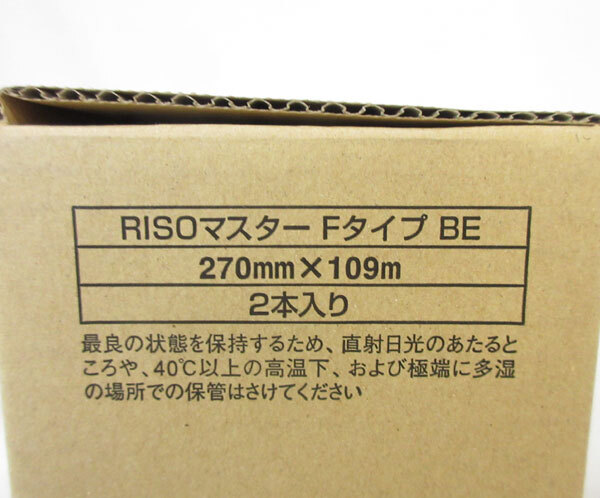 RISOマスター Fタイプ BE
270mm×109m
2本入り
最良の状態を保持するため、直射日光のあたると
ころや、40℃以上の高温下、および極端に多湿
の場所での保管はさけてください